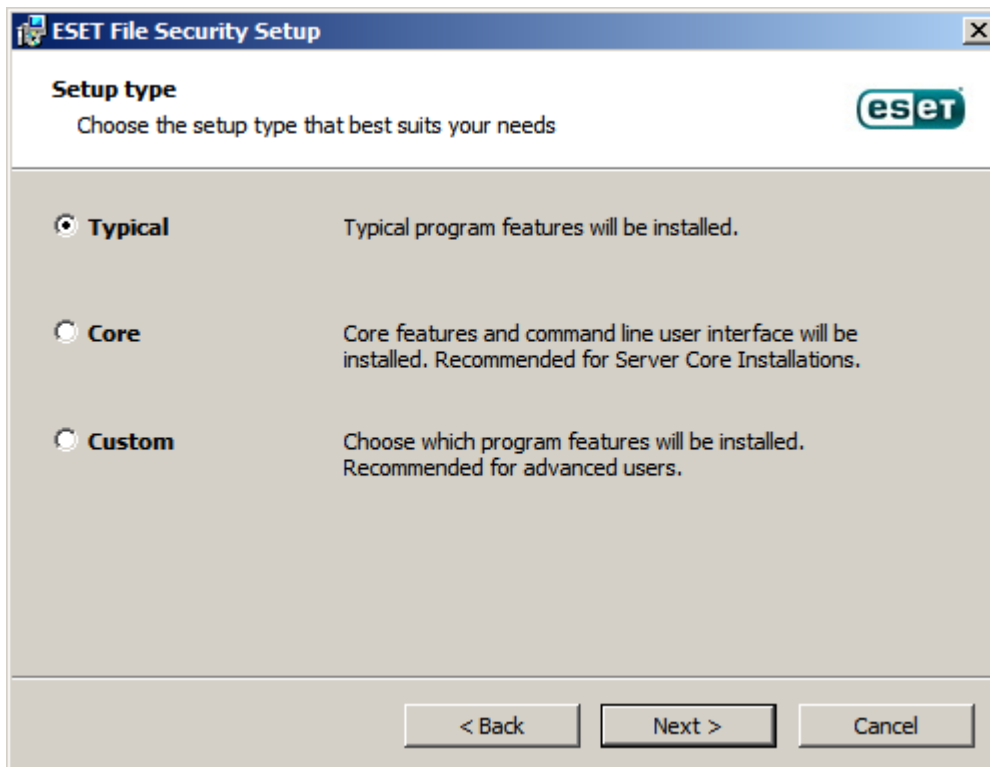 ESET File Security Setup
Setup type
Choose the setup type that best suits your needs
eset
Typical
Typical program features will be installed.
Core
Core features and command line user interface will be
installed. Recommended for Server Core Installations.
Custom
Choose which program features will be installed.
Recommended for advanced users.
< Back
Next >
Cancel